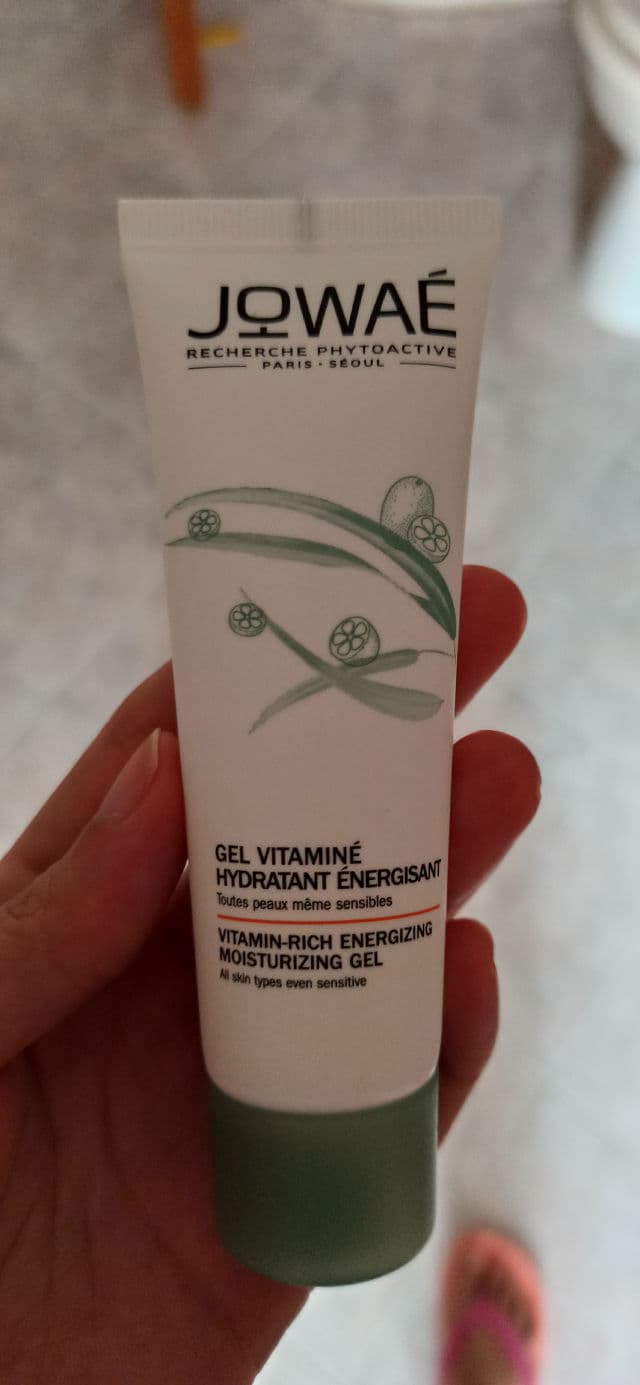 JOWAÉ
RECHERCHE PHYTOACTIVE
PARIS • SÉOUL
GEL VITAMINÉ
HYDRATANT ÉNERGISANT
Toutes peaux même sensibles
VITAMIN-RICH ENERGIZING
MOISTURIZING GEL
All skin types even sensitive